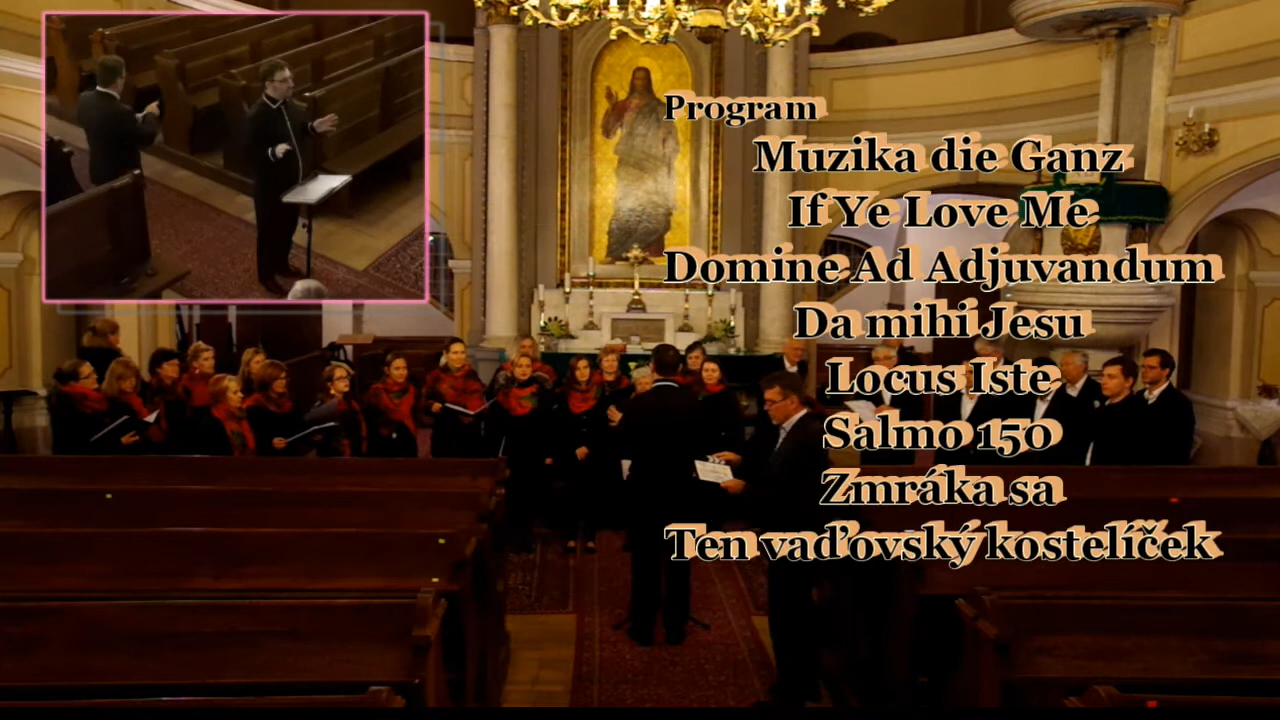 Program
Muzika die Ganz
If Ye Love Me
Domine Ad Adjuvandum
Da mihi Jesu
Locus Iste
Salmo 150
Zmráka sa
Ten vaďovský kostelíček